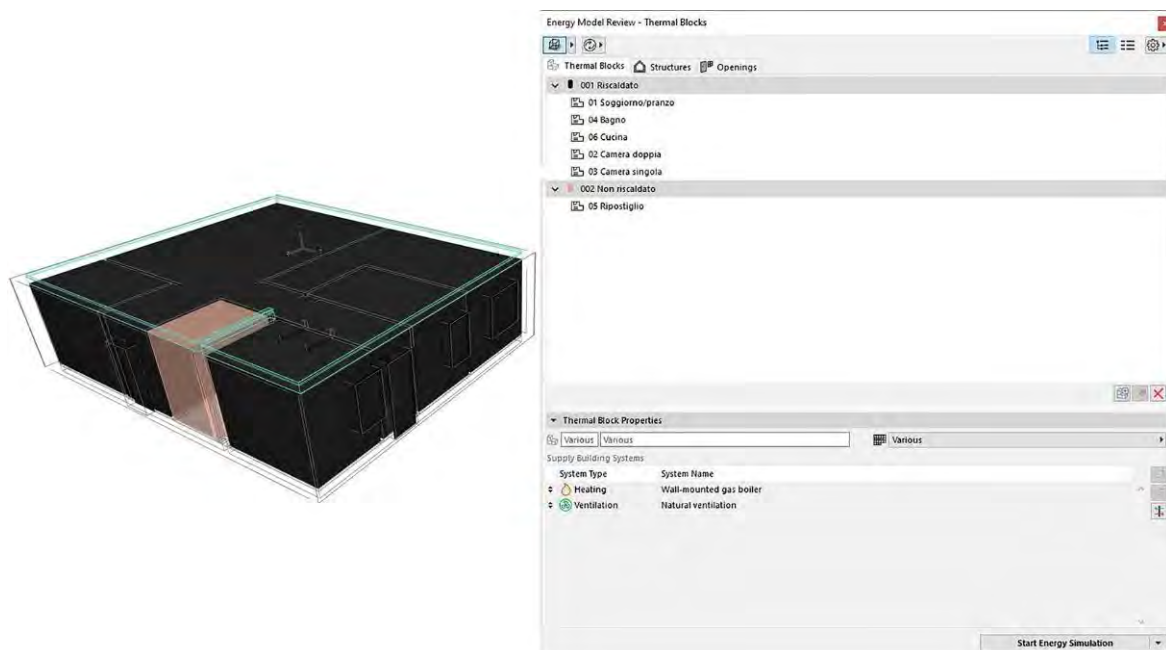 Energy Model Review - Thermal Blocks
Thermal Blocks Structures Openings
001 Riscaldato
01 Soggiorno/pranzo
04 Bagno
06 Cucina
02 Camera doppia
03 Camera singola
002 Non riscaldato
05 Ripostiglio
Thermal Block Properties
Various Various Various
Supply Building Systems
System Type System Name
Heating Wall-mounted gas boiler
Ventilation Natural ventilation
Start Energy Simulation